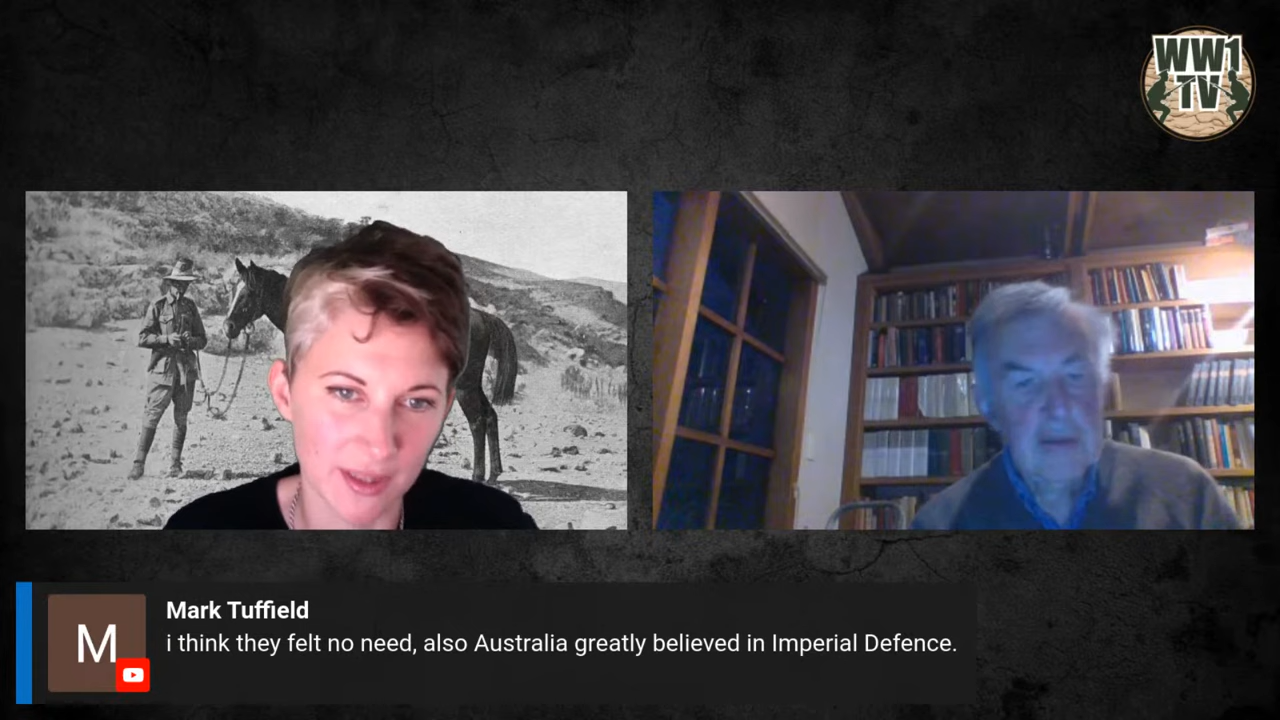 WW1
TV
Mark Tuffield
M
i think they felt no need, also Australia greatly believed in Imperial Defence.